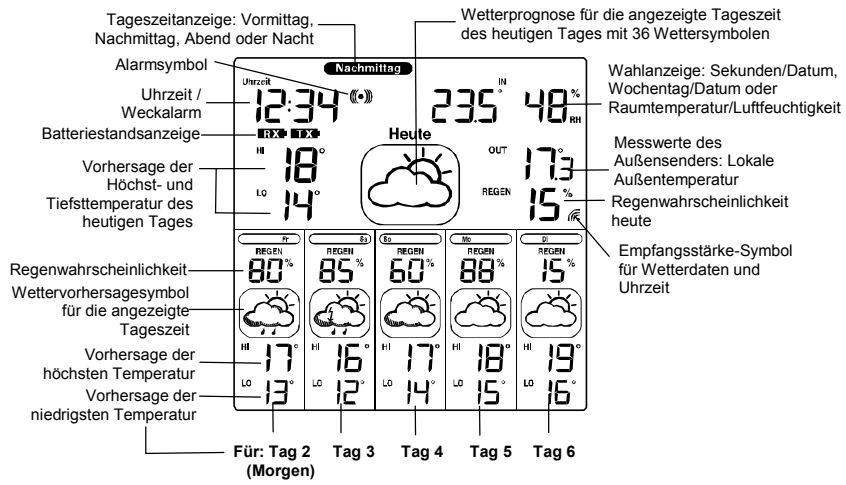 Tageszeitanzeige: Vormittag,
Nachmittag, Abend oder Nacht
Wetterprognose für die angezeigte Tageszeit
des heutigen Tages mit 36 Wettersymbolen
Alarmsymbol
Uhrzeit /
Weckalarm
Batteriestandsanzeige
Vorhersage der
Höchst- und
Tiefsttemperatur des
heutigen Tages
Nachmittag
Uhrzeit
12:34
IN
23.5°
48%
RH
RX TX
Heute
HI
18°
LO
14°
OUT
17.3°
REGEN
15%
Wahlanzeige: Sekunden/Datum,
Wochentag/Datum oder
Raumtemperatur/Luftfeuchtigkeit
Messwerte des
Außensenders: Lokale
Außentemperatur
Regenwahrscheinlichkeit
heute
Empfangsstärke-Symbol
für Wetterdaten und
Uhrzeit
Regenwahrscheinlichkeit
Wettervorhersagesymbol
für die angezeigte
Tageszeit
Vorhersage der
höchsten Temperatur
Vorhersage der
niedrigsten Temperatur
Fr Sa So Mo Di
REGEN REGEN REGEN REGEN REGEN
80% 85% 60% 88% 15%
HI 17° HI 16° HI 17° HI 18° HI 19°
LO 13° LO 12° LO 14° LO 15° LO 16°
Für: Tag 2 Tag 3 Tag 4 Tag 5 Tag 6
(Morgen)